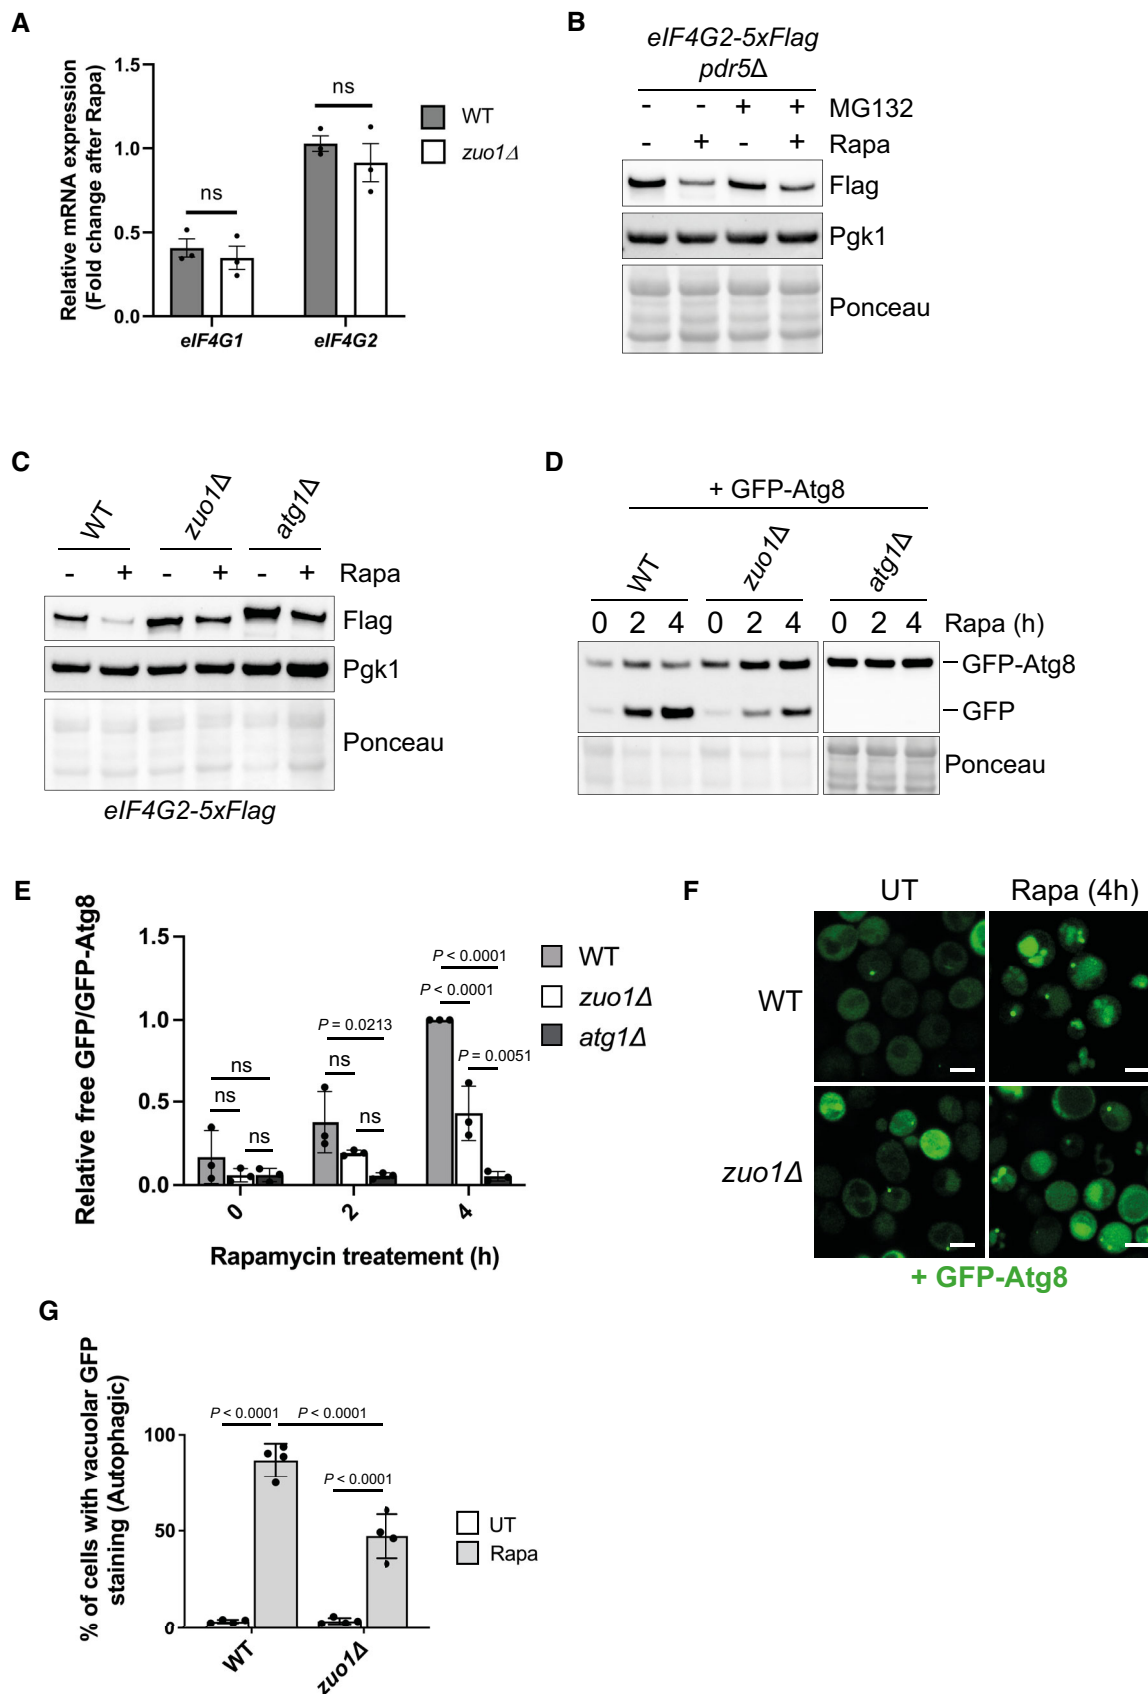 A
Relative mRNA expression
(Fold change after Rapa)
1.5
1.0
0.5
0.0
ns
ns
eIF4G1
eIF4G2
WT
zuo1Δ
B
eIF4G2-5xFlag
pdr5Δ
- - + + MG132
- + - + Rapa
Flag
Pgk1
Ponceau
C
WT
zuo1Δ
atg1Δ
- + - + - + Rapa
Flag
Pgk1
Ponceau
eIF4G2-5xFlag
D
+ GFP-Atg8
WT
zuo1Δ
atg1Δ
0 2 4 0 2 4 0 2 4 Rapa (h)
GFP-Atg8
GFP
Ponceau
E
Relative free GFP/GFP-Atg8
1.5
1.0
0.5
0.0
ns
ns
ns
P = 0.0213
ns
ns
P < 0.0001
P < 0.0001
P = 0.0051
0
2
4
Rapamycin treatement (h)
WT
zuo1Δ
atg1Δ
F
UT
Rapa (4h)
WT
zuo1Δ
+ GFP-Atg8
G
% of cells with vacuolar GFP
staining (Autophagic)
100
50
0
P < 0.0001
P < 0.0001
P < 0.0001
WT
zuo1Δ
UT
Rapa